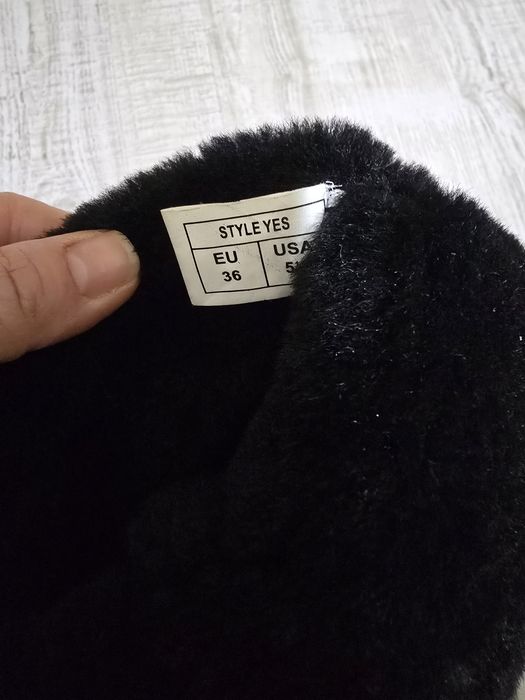 STYLE YES
EU USA
36